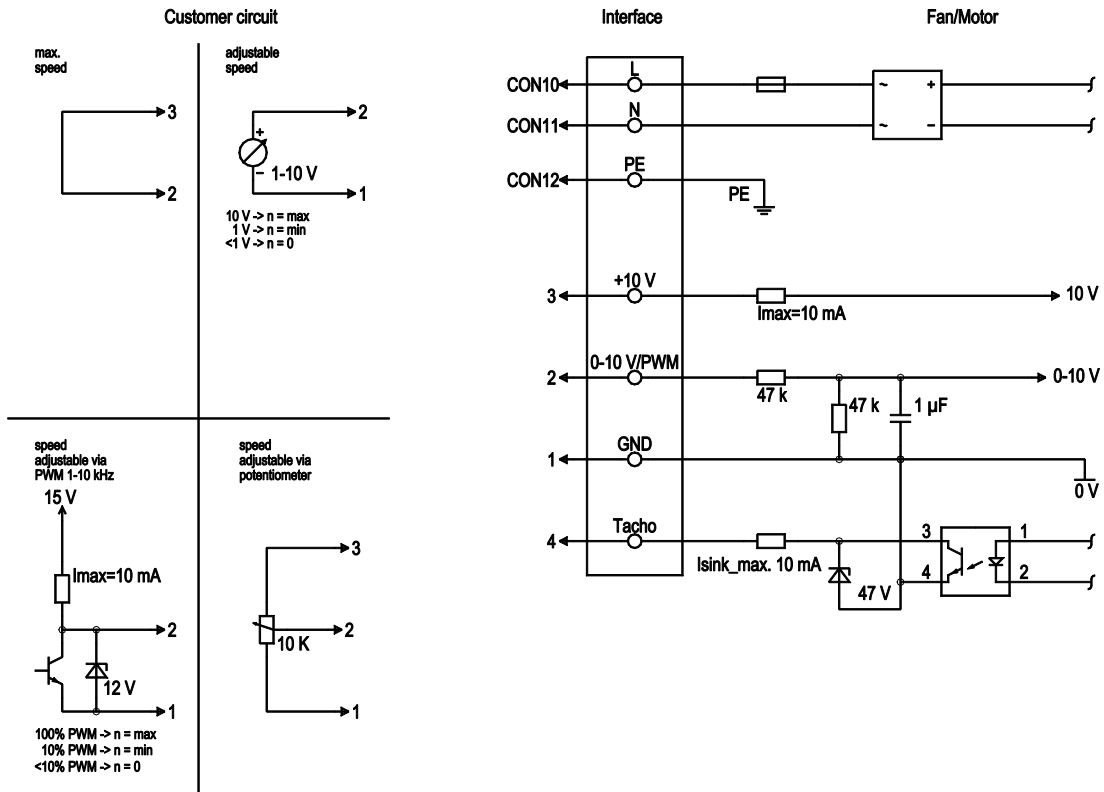 Customer circuit
Interface
Fan/Motor
max.
speed
3
2
adjustable
speed
2
+
−
1-10 V
1
10 V -> n = max
1 V -> n = min
<1 V -> n = 0
speed
adjustable via
PWM 1-10 kHz
15 V
Imax=10 mA
2
12 V
1
100% PWM -> n = max
10% PWM -> n = min
<10% PWM -> n = 0
speed
adjustable via
potentiometer
3
2
10 K
1
CON10
L
~
+
CON11
N
~
−
CON12
PE
PE
3
+10 V
10 V
Imax=10 mA
2
0-10 V/PWM
0-10 V
47 k
47 k
1 µF
1
GND
0 V
4
Tacho
3
1
Isink_max. 10 mA
47 V
4
2